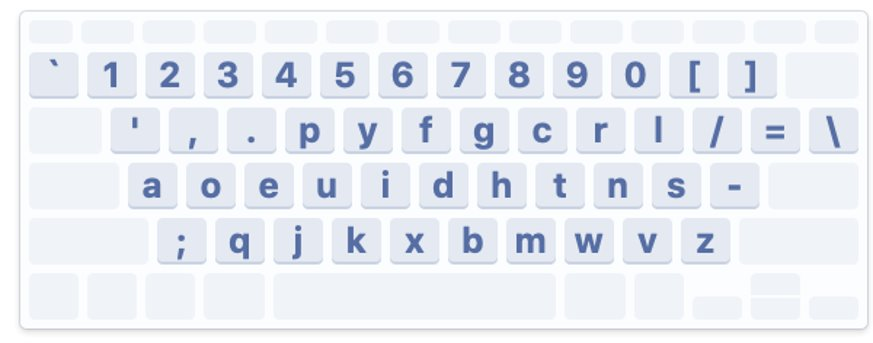 ` 1 2 3 4 5 6 7 8 9 0 [ ]
' , . p y f g c r l / = \
a o e u i d h t n s -
; q j k x b m w v z